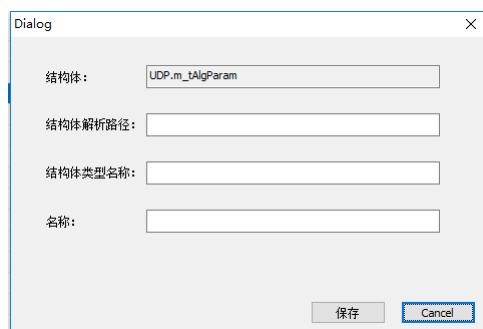 Dialog
结构体： UDP.m_tAlgParam
结构体解析路径：
结构体类型名称：
名称：
保存 Cancel